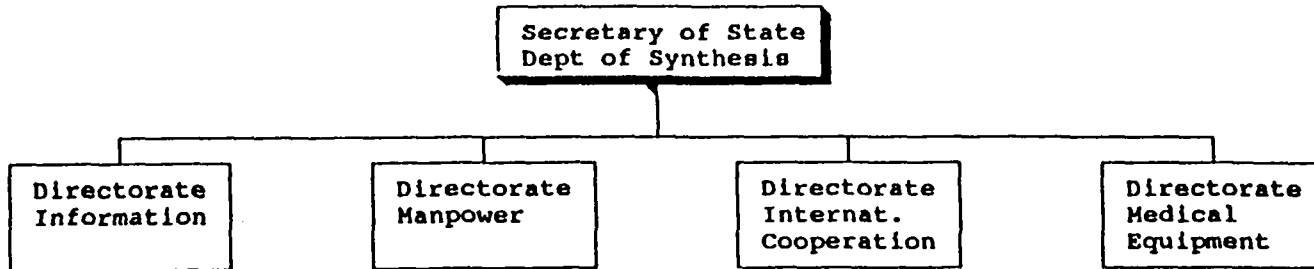 Secretary of State
Dept of Synthesis
Directorate
Information
Directorate
Manpower
Directorate
Internat.
Cooperation
Directorate
Medical
Equipment